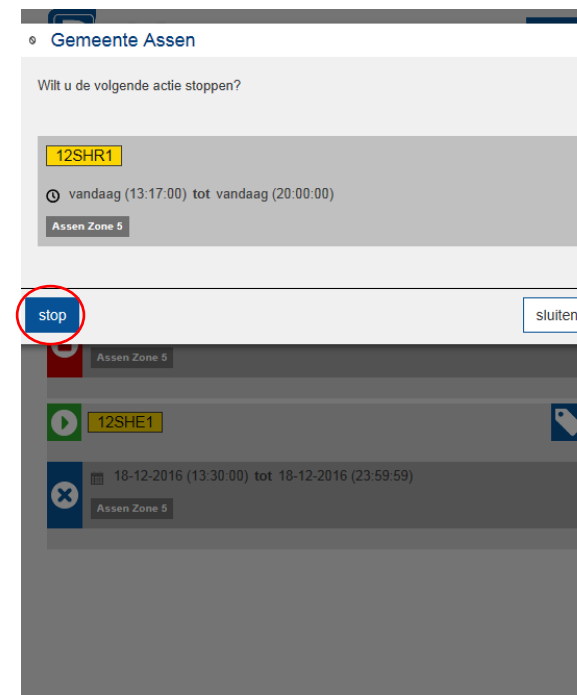 Gemeente Assen
Wilt u de volgende actie stoppen?
12SHR1
vandaag (13:17:00) tot vandaag (20:00:00)
Assen Zone 5
stop
sluiten
Assen Zone 5
12SHE1
18-12-2016 (13:30:00) tot 18-12-2016 (23:59:59)
Assen Zone 5